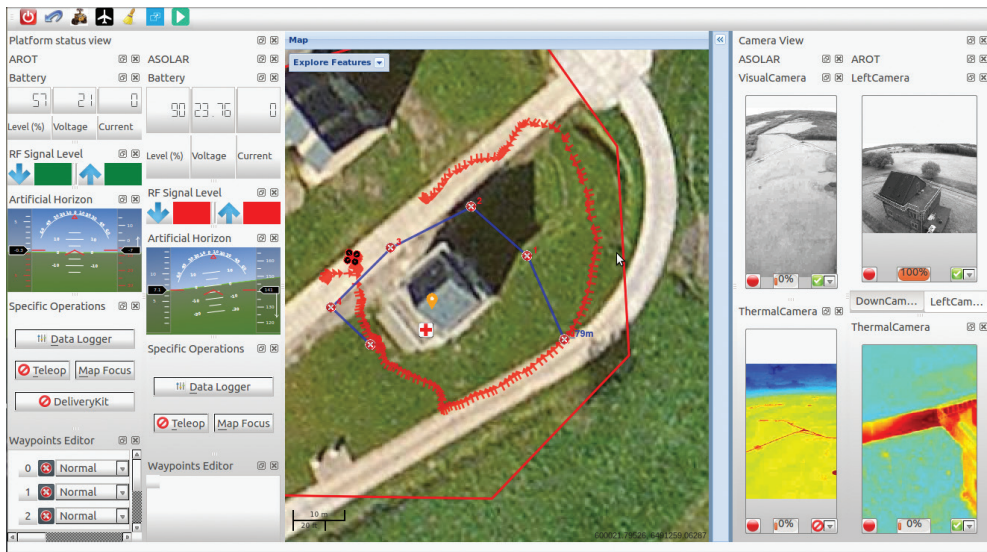 Platform status view
AROT
Battery
57 21 0
Level (%) Voltage Current
RF Signal Level
Artificial Horizon
Specific Operations
Data Logger
Teleop Map Focus
DeliveryKit
Waypoints Editor
0 Normal
1 Normal
2 Normal
ASOLAR
Battery
90 23.76 0
Level (%) Voltage Current
RF Signal Level
Artificial Horizon
Specific Operations
Data Logger
Teleop Map Focus
Waypoints Editor
Map
Explore Features
2
3
4
79m
10 m
20 ft
Camera View
ASOLAR
VisualCamera
0%
ThermalCamera
0%
AROT
LeftCamera
100%
DownCam... LeftCam...
ThermalCamera
0%